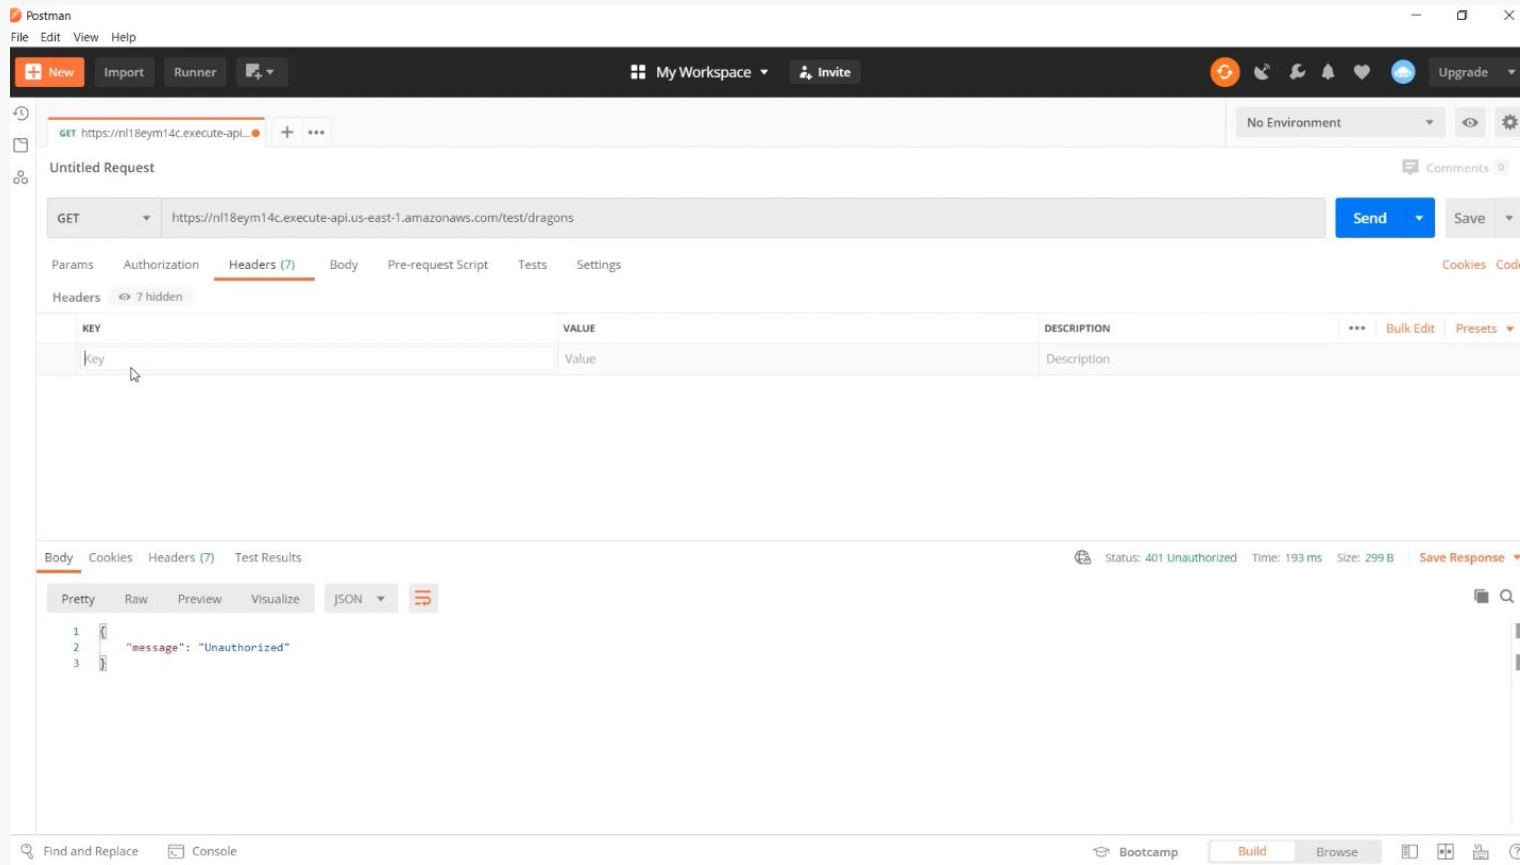 Postman
File Edit View Help
New Import Runner My Workspace Invite Upgrade
GET https://nl18eym14c.execute-api... No Environment
Untitled Request Comments 0
GET https://nl18eym14c.execute-api.us-east-1.amazonaws.com/test/dragons Send Save
Params Authorization Headers (7) Body Pre-request Script Tests Settings Cookies Code
Headers 7 hidden
KEY VALUE DESCRIPTION Bulk Edit Presets
Key Value Description
Body Cookies Headers (7) Test Results Status: 401 Unauthorized Time: 193 ms Size: 299 B Save Response
Pretty Raw Preview Visualize JSON
1 {
2 "message": "Unauthorized"
3 }
Find and Replace Console Bootcamp Build Browse